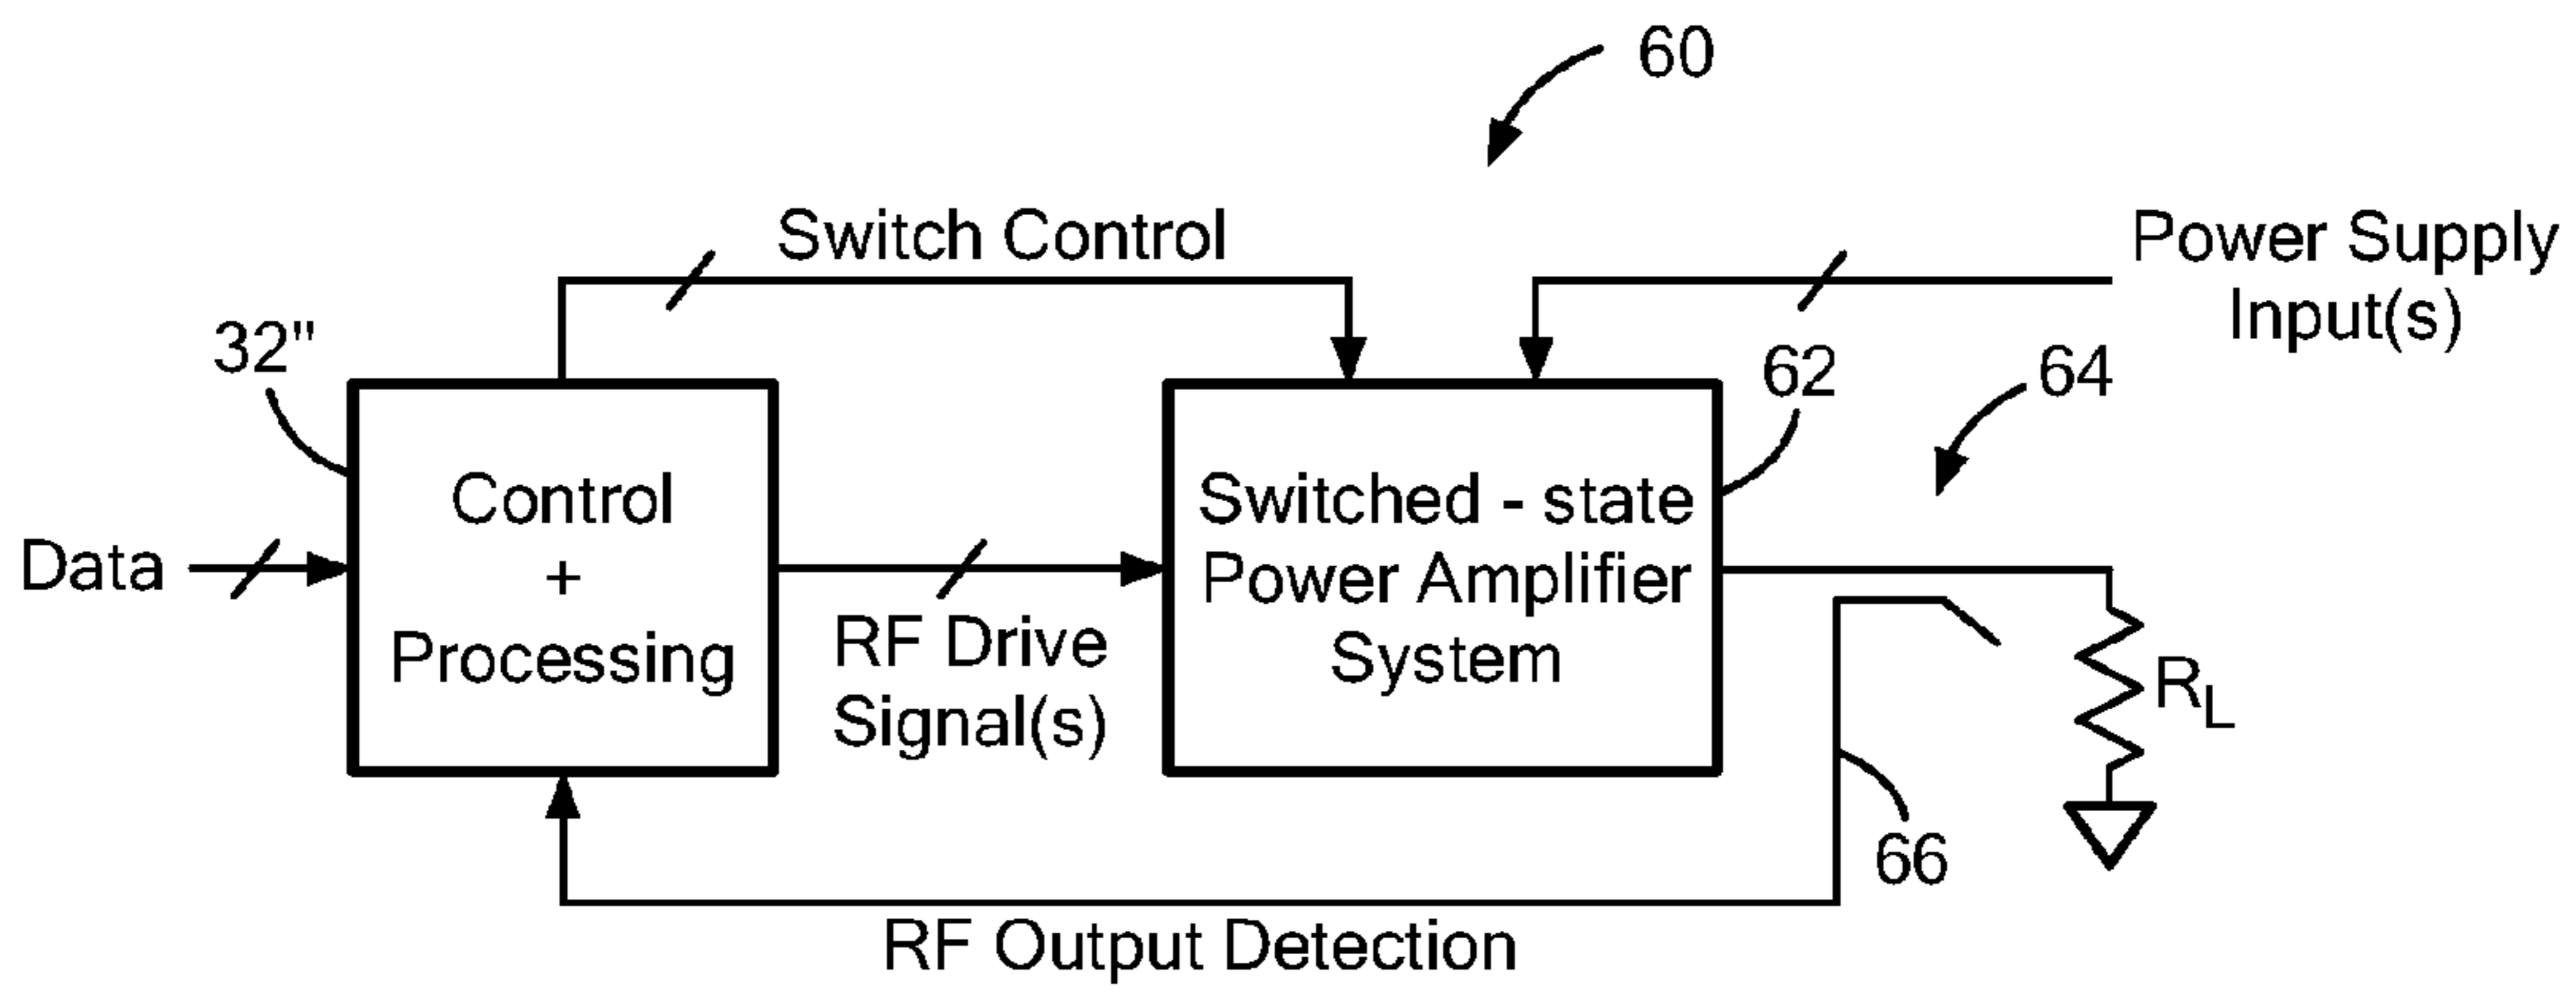 60
Switch Control
Power Supply
Input(s)
32"
62
64
Control
+
Processing
Switched - state
Power Amplifier
System
Data
RF Drive
Signal(s)
RL
66
RF Output Detection